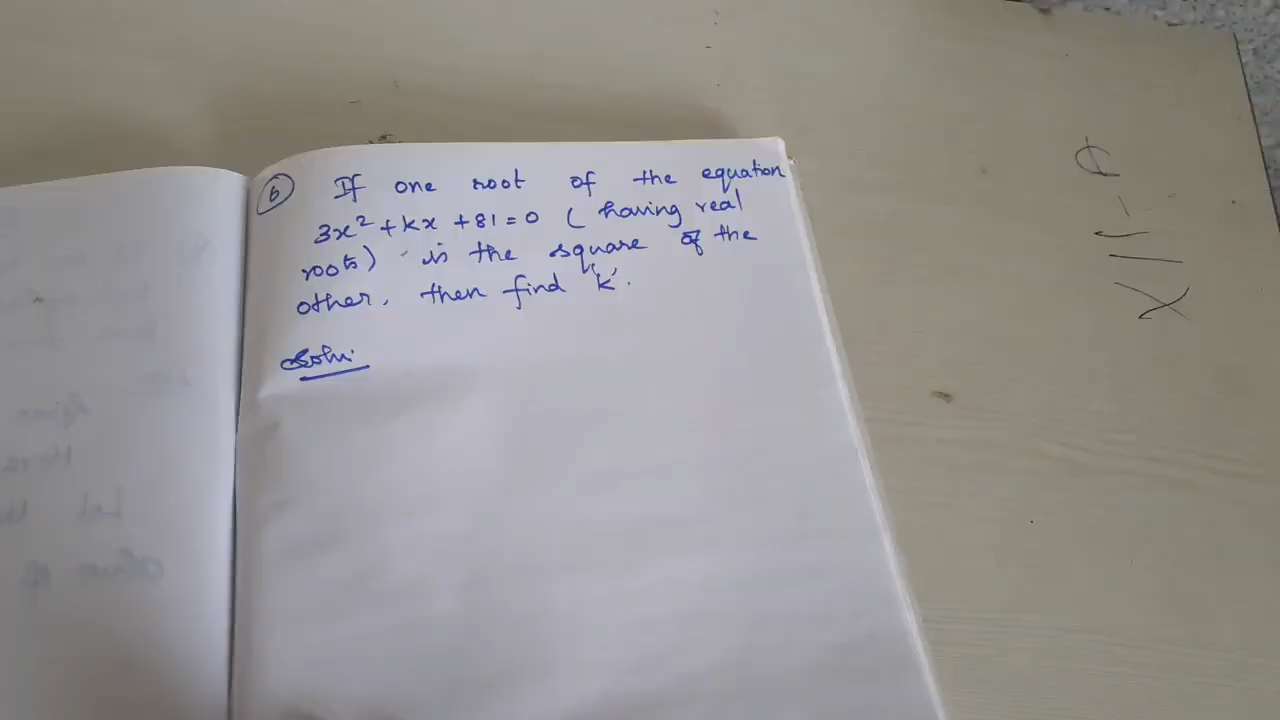 6 If one root of the equation
3x² + kx + 81 = 0 (having real
roots) is the square of the
other, then find 'k'.
Soln: